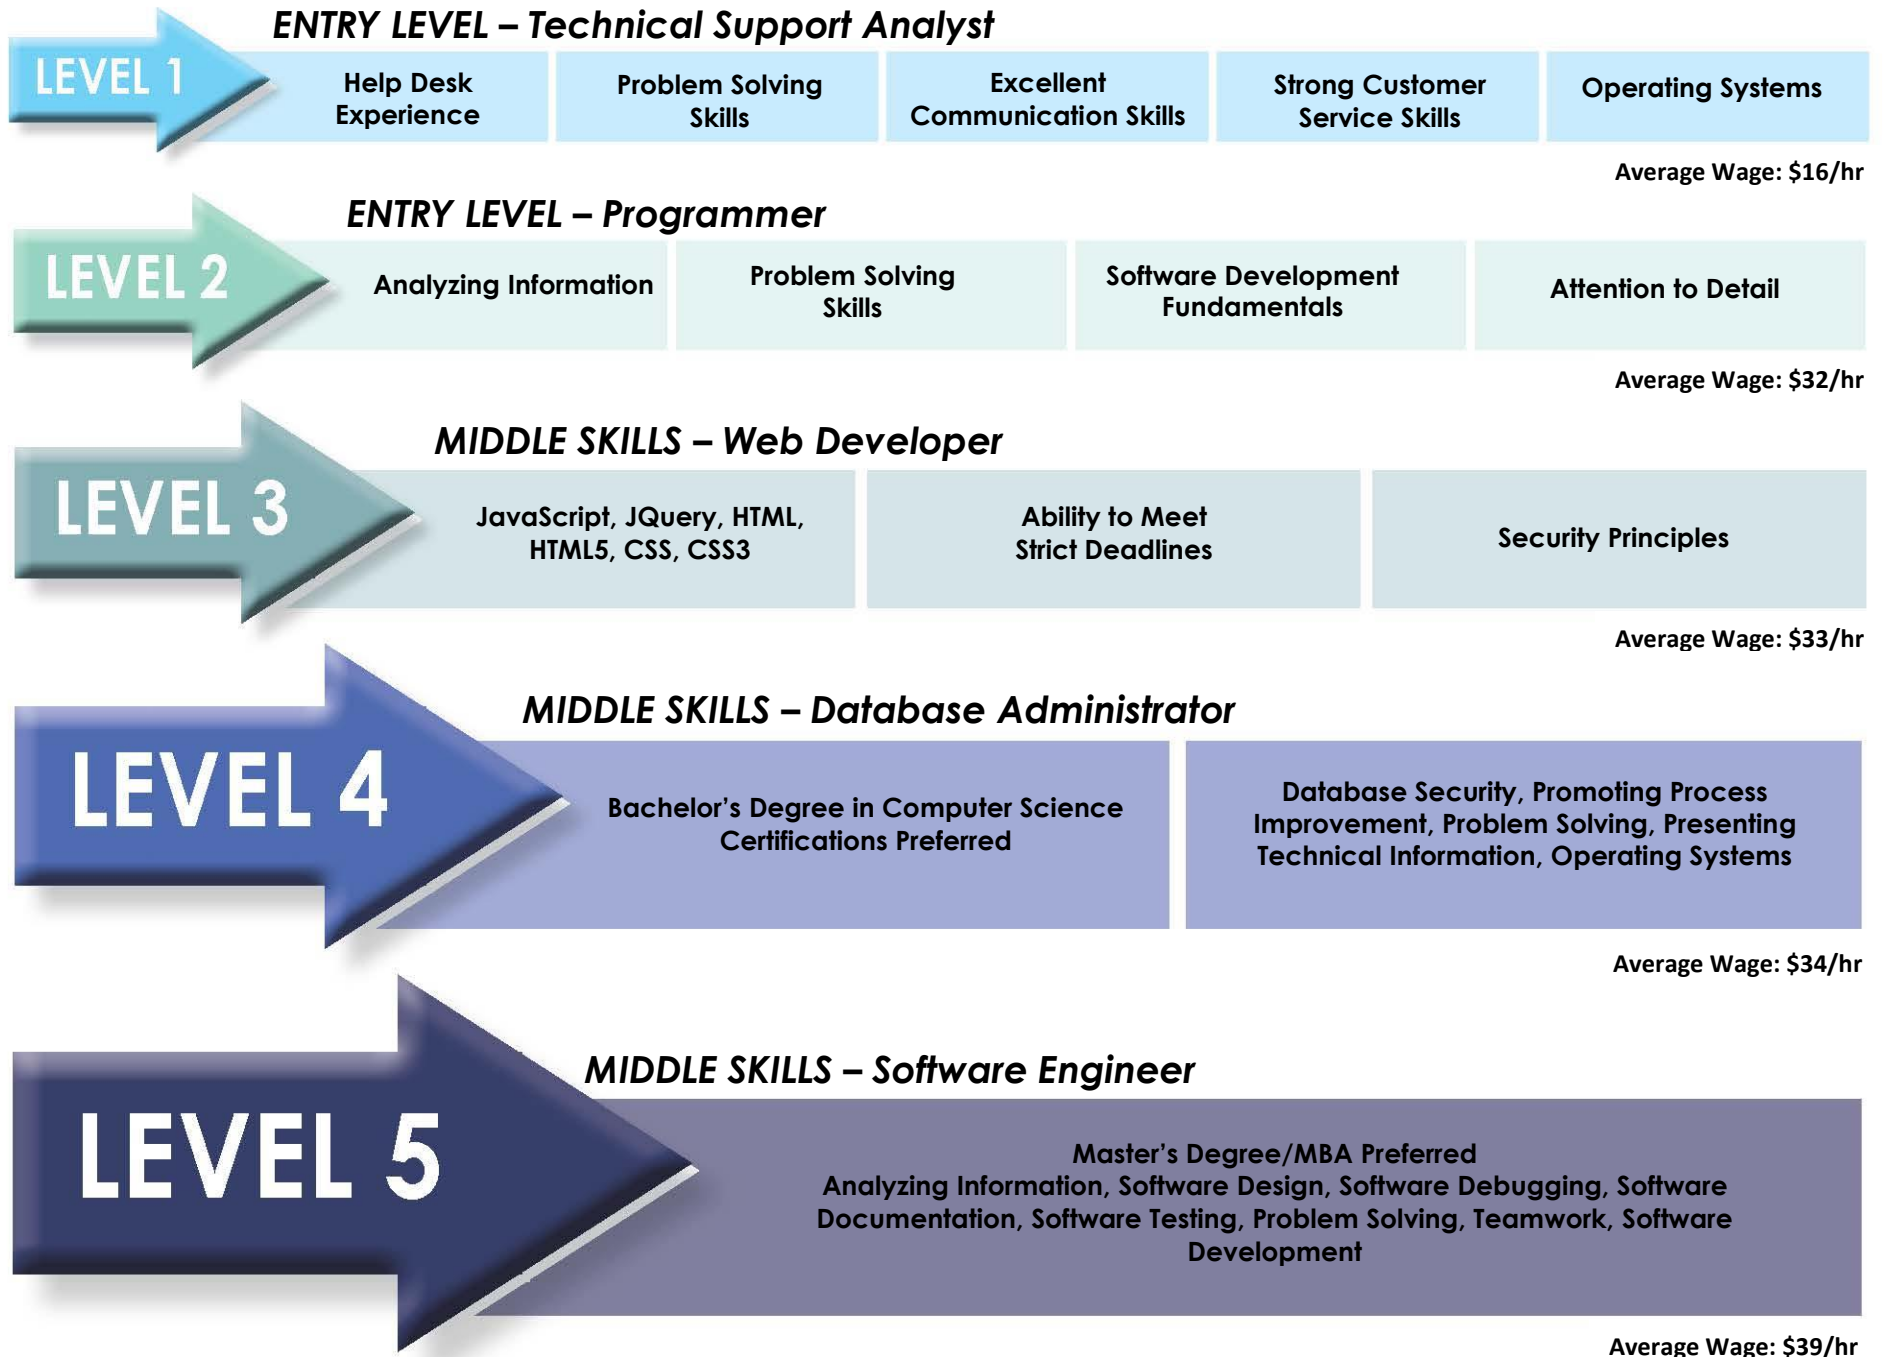 ENTRY LEVEL – Technical Support Analyst
LEVEL 1
Help Desk
Experience
Problem Solving
Skills
Excellent
Communication Skills
Strong Customer
Service Skills
Operating Systems
Average Wage: $16/hr
ENTRY LEVEL – Programmer
LEVEL 2
Analyzing Information
Problem Solving
Skills
Software Development
Fundamentals
Attention to Detail
Average Wage: $32/hr
MIDDLE SKILLS – Web Developer
LEVEL 3
JavaScript, JQuery, HTML,
HTML5, CSS, CSS3
Ability to Meet
Strict Deadlines
Security Principles
Average Wage: $33/hr
MIDDLE SKILLS – Database Administrator
LEVEL 4
Bachelor’s Degree in Computer Science
Certifications Preferred
Database Security, Promoting Process
Improvement, Problem Solving, Presenting
Technical Information, Operating Systems
Average Wage: $34/hr
MIDDLE SKILLS – Software Engineer
LEVEL 5
Master’s Degree/MBA Preferred
Analyzing Information, Software Design, Software Debugging, Software
Documentation, Software Testing, Problem Solving, Teamwork, Software
Development
Average Wage: $39/hr